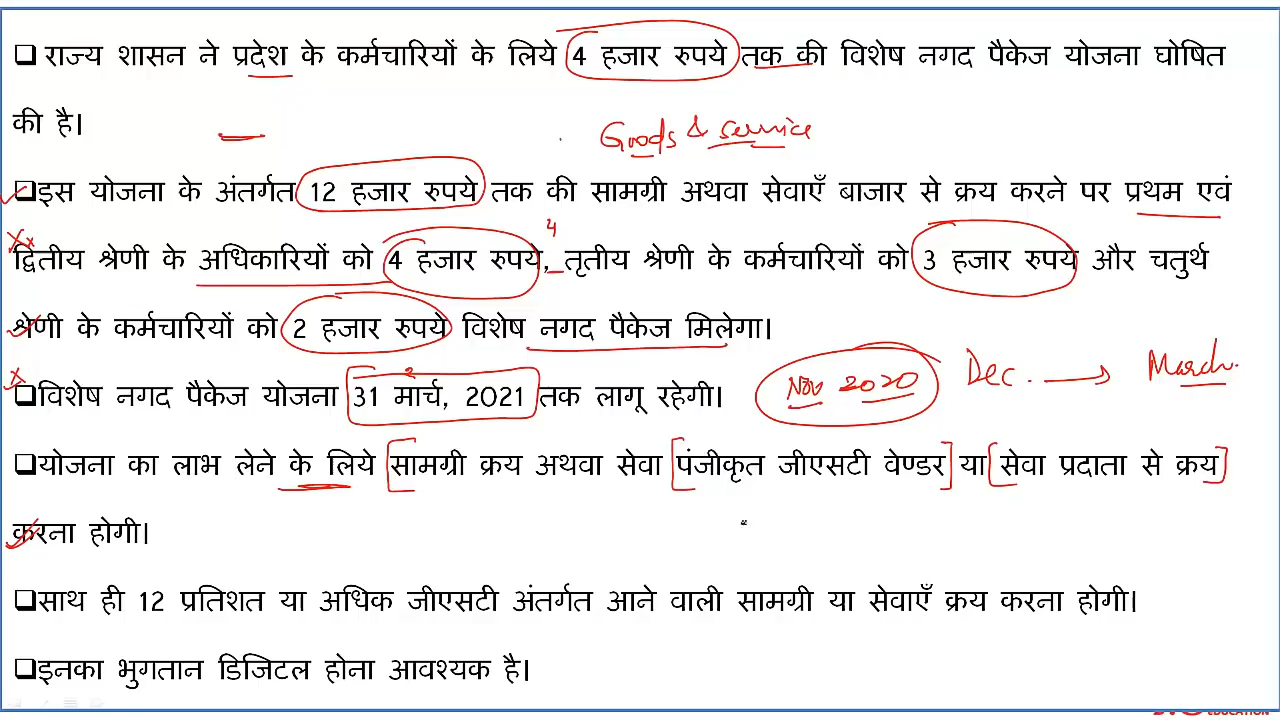 ❑ राज्य शासन ने प्रदेश के कर्मचारियों के लिये 4 हजार रुपये तक की विशेष नगद पैकेज योजना घोषित
की है।
Goods & service
❑इस योजना के अंतर्गत 12 हजार रुपये तक की सामग्री अथवा सेवाएँ बाजार से क्रय करने पर प्रथम एवं
4
द्वितीय श्रेणी के अधिकारियों को 4 हजार रुपये, तृतीय श्रेणी के कर्मचारियों को 3 हजार रुपये और चतुर्थ
श्रेणी के कर्मचारियों को 2 हजार रुपये विशेष नगद पैकेज मिलेगा।
Nov 2020 Dec. → March.
❑विशेष नगद पैकेज योजना 31 मार्च, 2021 तक लागू रहेगी।
❑योजना का लाभ लेने के लिये [सामग्री क्रय अथवा सेवा [पंजीकृत जीएसटी वेण्डर] या [सेवा प्रदाता से क्रय]
करना होगी।
❑साथ ही 12 प्रतिशत या अधिक जीएसटी अंतर्गत आने वाली सामग्री या सेवाएँ क्रय करना होगी।
❑इनका भुगतान डिजिटल होना आवश्यक है।
EDUCATION